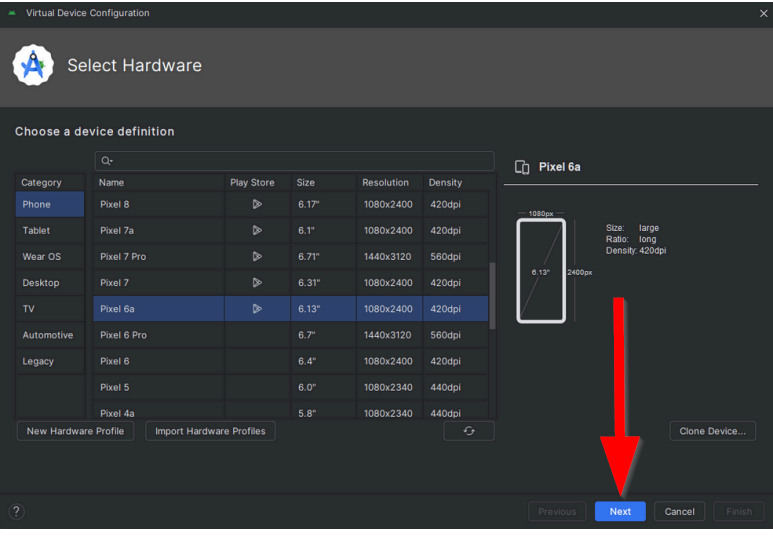 Virtual Device Configuration
Select Hardware
Choose a device definition
Category Name Play Store Size Resolution Density
Phone Pixel 8 6.17" 1080x2400 420dpi
Tablet Pixel 7a 6.1" 1080x2400 420dpi
Wear OS Pixel 7 Pro 6.71" 1440x3120 560dpi
Desktop Pixel 7 6.31" 1080x2400 420dpi
TV Pixel 6a 6.13" 1080x2400 420dpi
Automotive Pixel 6 Pro 6.7" 1440x3120 560dpi
Legacy Pixel 6 6.4" 1080x2400 420dpi
Pixel 5 6.0" 1080x2340 440dpi
Pixel 4a 5.8" 1080x2340 440dpi
New Hardware Profile Import Hardware Profiles
Pixel 6a
1080px
6.13" 2400px
Size: large
Ratio: long
Density: 420dpi
Clone Device...
? Previous Next Cancel Finish